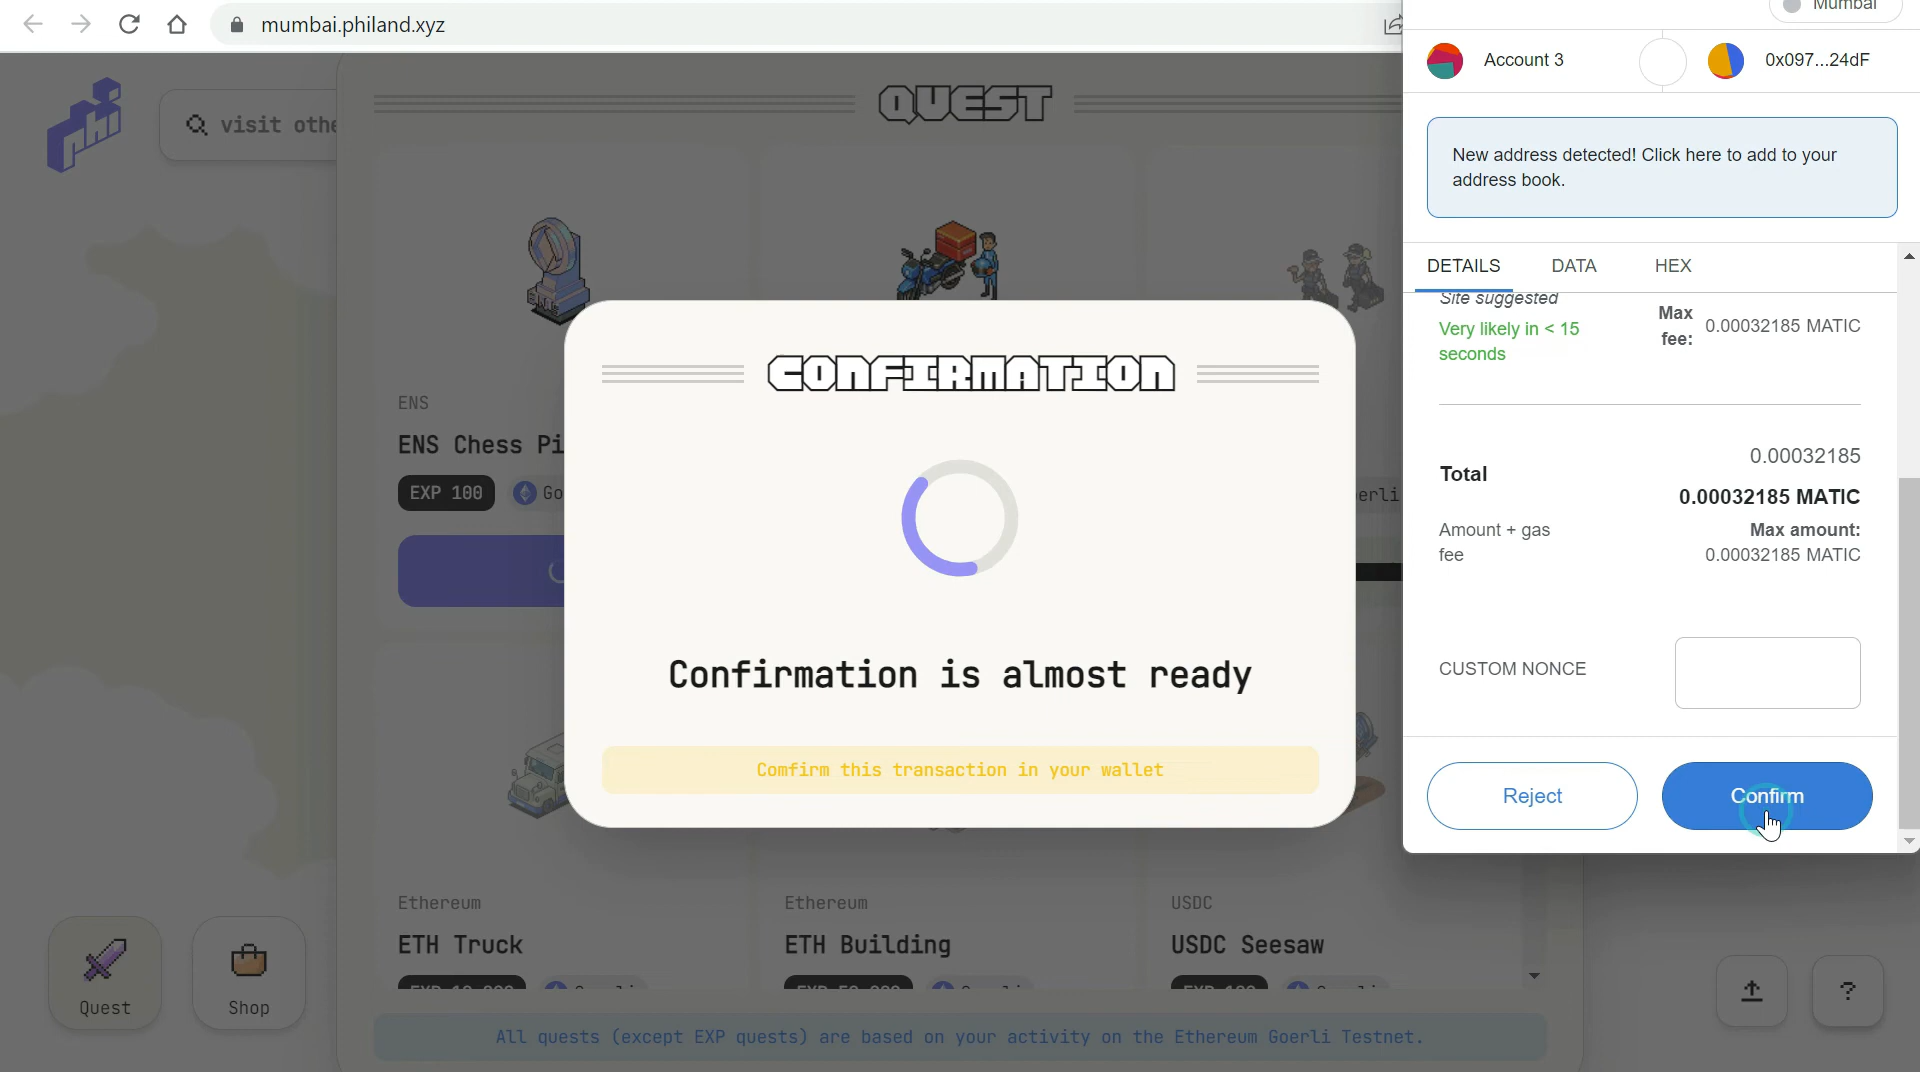 mumbai.philand.xyz
Mumbai
Account 3
0x097...24dF
phi
visit othe
QUEST
New address detected! Click here to add to your
address book.
DETAILS
DATA
HEX
Site suggested
Very likely in < 15
seconds
Max
fee:
0.00032185 MATIC
CONFIRMATION
ENS
ENS Chess Pi
EXP 100
Go
erli
Total
0.00032185
0.00032185 MATIC
Amount + gas
fee
Max amount:
0.00032185 MATIC
Confirmation is almost ready
CUSTOM NONCE
Comfirm this transaction in your wallet
Reject
Confirm
Ethereum
ETH Truck
Ethereum
ETH Building
USDC
USDC Seesaw
Quest
Shop
?
All quests (except EXP quests) are based on your activity on the Ethereum Goerli Testnet.